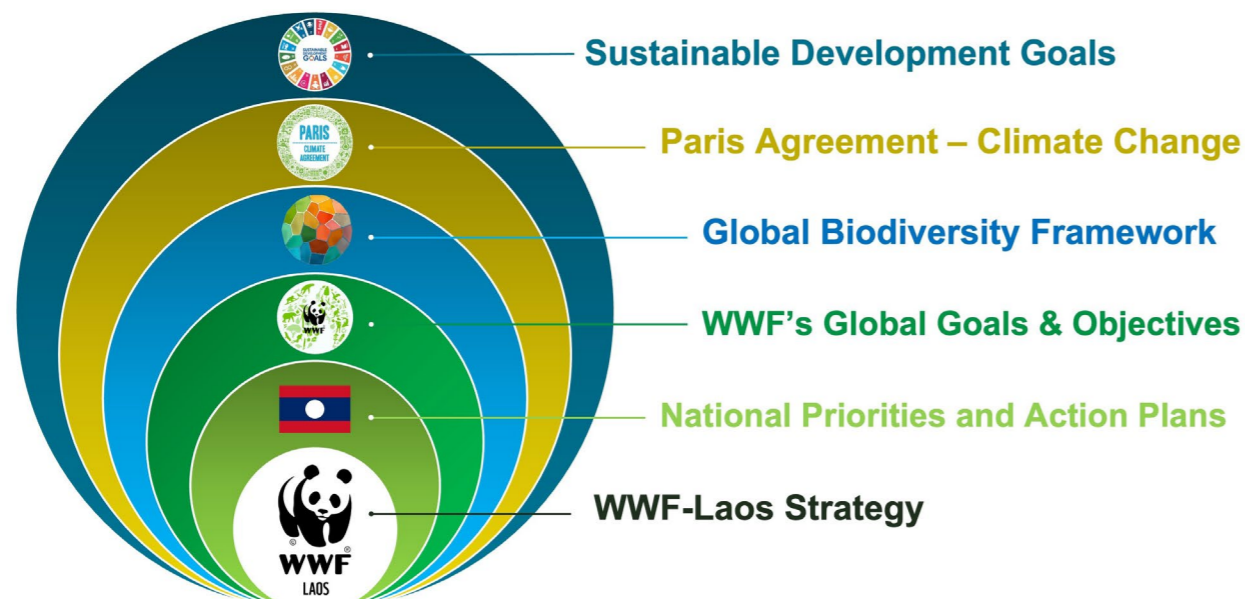 SUSTAINABLE
DEVELOPMENT
GOALS
Sustainable Development Goals
PARIS
CLIMATE
AGREEMENT
Paris Agreement – Climate Change
Global Biodiversity Framework
WWF
WWF’s Global Goals & Objectives
National Priorities and Action Plans
©
®
WWF
LAOS
WWF-Laos Strategy